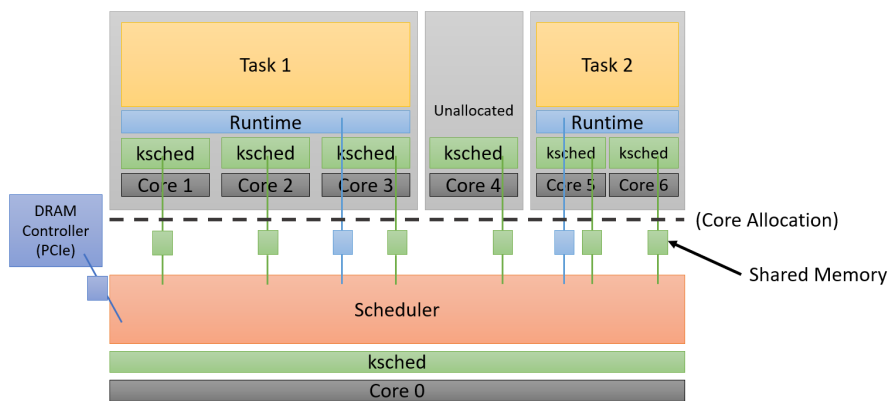 Task 1
Task 2
Unallocated
Runtime
Runtime
ksched
ksched
ksched
ksched
ksched
ksched
Core 1
Core 2
Core 3
Core 4
Core 5
Core 6
DRAM
Controller
(PCIe)
(Core Allocation)
Shared Memory
Scheduler
ksched
Core 0